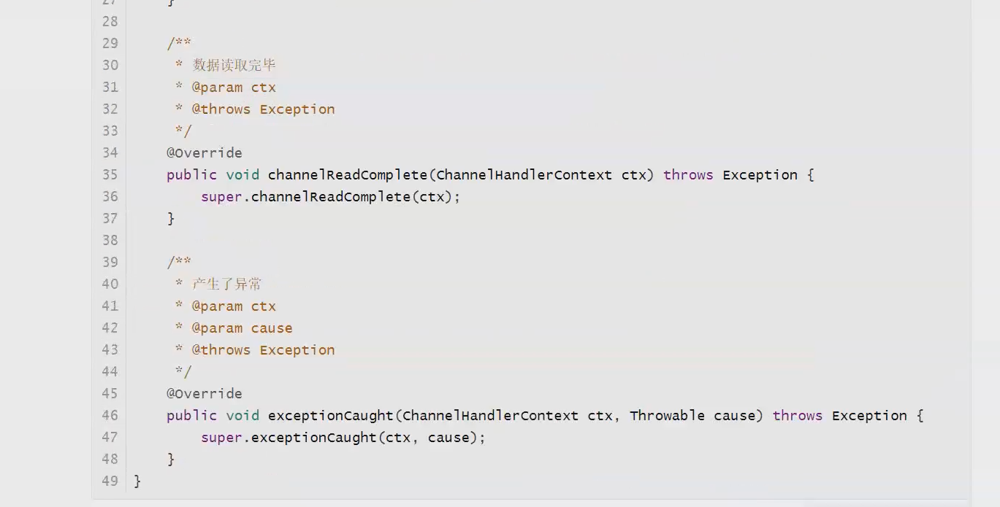 27 }
28
29 /**
30 * 数据读取完毕
31 * @param ctx
32 * @throws Exception
33 */
34 @Override
35 public void channelReadComplete(ChannelHandlerContext ctx) throws Exception {
36 super.channelReadComplete(ctx);
37 }
38
39 /**
40 * 产生了异常
41 * @param ctx
42 * @param cause
43 * @throws Exception
44 */
45 @Override
46 public void exceptionCaught(ChannelHandlerContext ctx, Throwable cause) throws Exception {
47 super.exceptionCaught(ctx, cause);
48 }
49 }